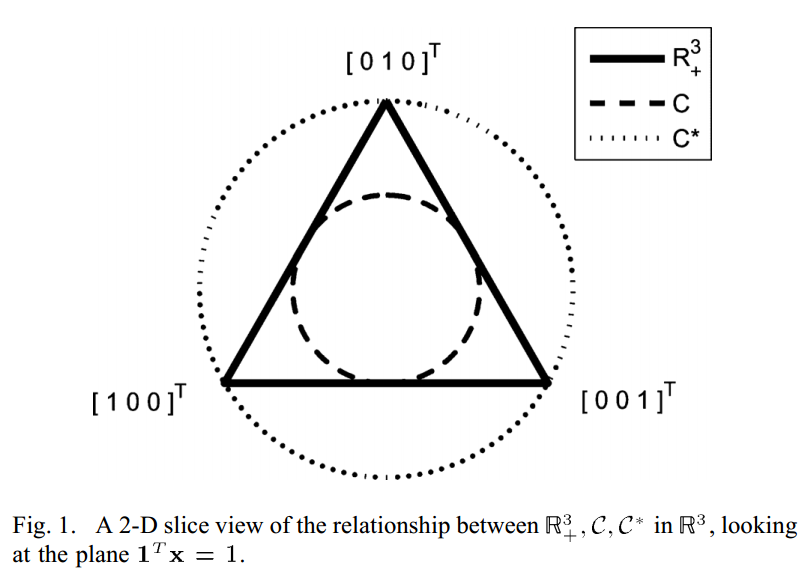 [ 0 1 0 ]ᵀ
R³₊
C
C*
[ 1 0 0 ]ᵀ
[ 0 0 1 ]ᵀ
Fig. 1. A 2-D slice view of the relationship between ℝ³₊, 𝒞, 𝒞* in ℝ³, looking
at the plane 𝟏ᵀ𝐱 = 1.